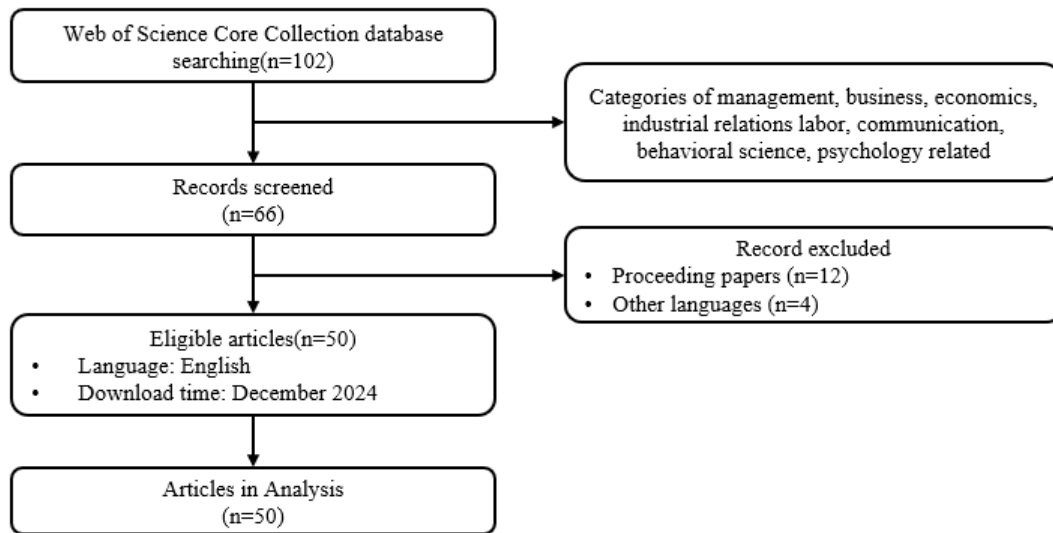 Web of Science Core Collection database
searching(n=102)
Categories of management, business, economics,
industrial relations labor, communication,
behavioral science, psychology related
Records screened
(n=66)
Record excluded
• Proceeding papers (n=12)
• Other languages (n=4)
Eligible articles(n=50)
• Language: English
• Download time: December 2024
Articles in Analysis
(n=50)